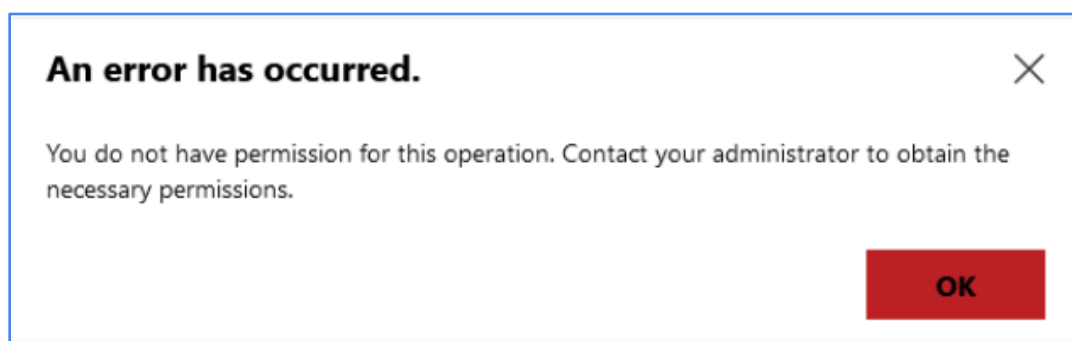 An error has occurred.
You do not have permission for this operation. Contact your administrator to obtain the
necessary permissions.
OK